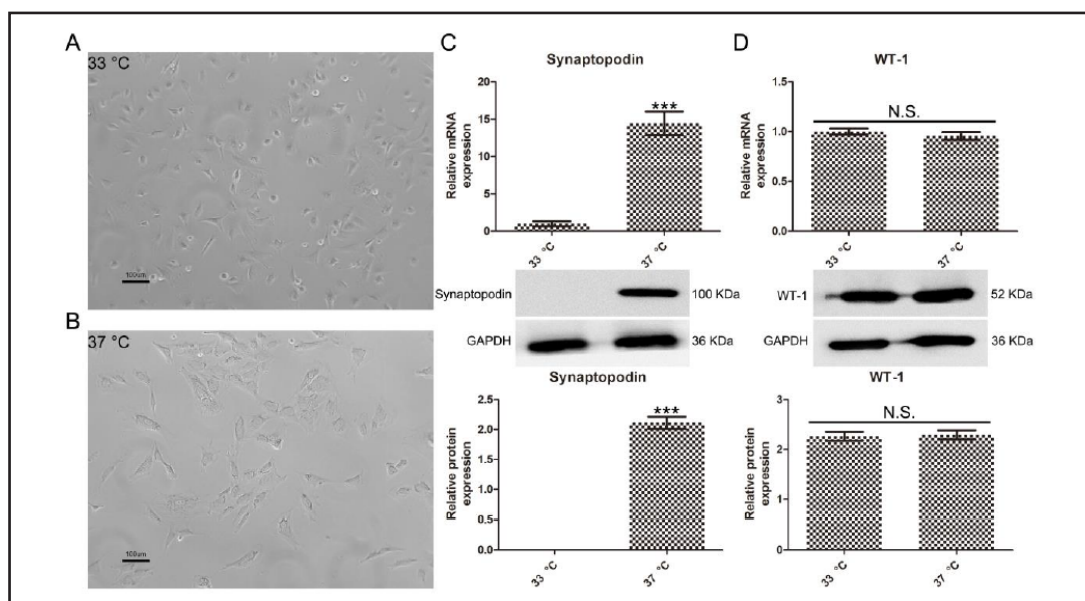 A
33 °C
100um
B
37 °C
100um
C
Synaptopodin
Relative mRNA
expression
20
15
10
5
0
***
33 °C
37 °C
Synaptopodin
100 KDa
GAPDH
36 KDa
Synaptopodin
Relative protein
expression
2.5
2.0
1.5
1.0
0.5
0.0
***
33 °C
37 °C
D
WT-1
Relative mRNA
expression
1.5
1.0
0.5
0.0
N.S.
33 °C
37 °C
WT-1
52 KDa
GAPDH
36 KDa
WT-1
Relative protein
expression
3
2
1
0
N.S.
33 °C
37 °C